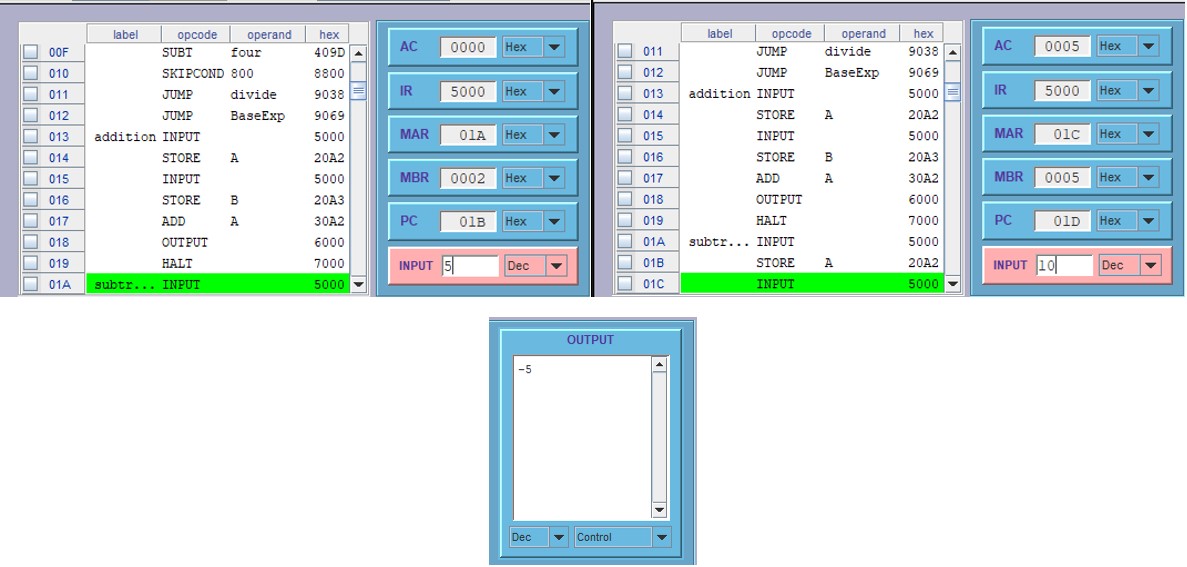 label opcode operand hex
00F SUBT four 409D
010 SKIPCOND 800 8800
011 JUMP divide 9038
012 JUMP BaseExp 9069
013 addition INPUT 5000
014 STORE A 20A2
015 INPUT 5000
016 STORE B 20A3
017 ADD A 30A2
018 OUTPUT 6000
019 HALT 7000
01A subtr... INPUT 5000
AC 0000 Hex
IR 5000 Hex
MAR 01A Hex
MBR 0002 Hex
PC 01B Hex
INPUT 5 Dec
label opcode operand hex
011 JUMP divide 9038
012 JUMP BaseExp 9069
013 addition INPUT 5000
014 STORE A 20A2
015 INPUT 5000
016 STORE B 20A3
017 ADD A 30A2
018 OUTPUT 6000
019 HALT 7000
01A subtr... INPUT 5000
01B STORE A 20A2
01C INPUT 5000
AC 0005 Hex
IR 5000 Hex
MAR 01C Hex
MBR 0005 Hex
PC 01D Hex
INPUT 10 Dec
OUTPUT
-5
Dec Control